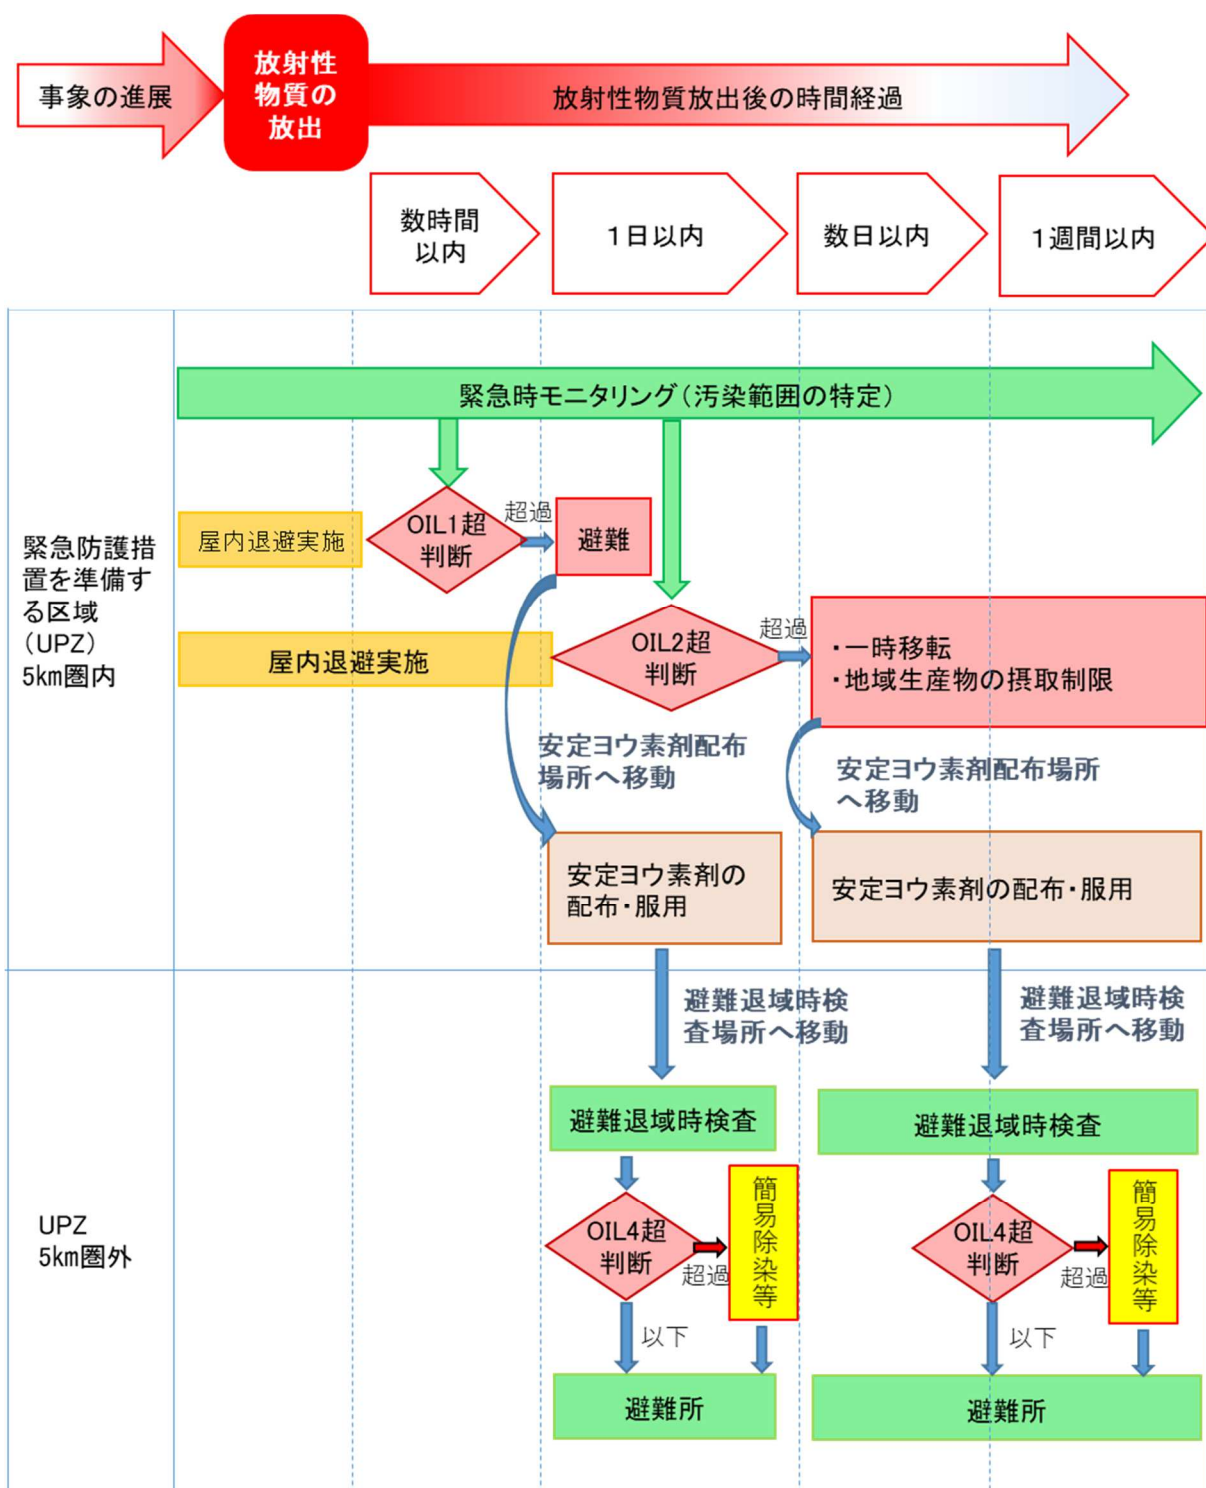 事象の進展
放射性
物質の
放出
放射性物質放出後の時間経過
数時間
以内
1日以内
数日以内
1週間以内
緊急時モニタリング(汚染範囲の特定)
緊急防護措
置を準備す
る区域
(UPZ)
5km圏内
屋内退避実施
OIL1超
判断
超過
避難
屋内退避実施
OIL2超
判断
超過
・一時移転
・地域生産物の摂取制限
安定ヨウ素剤配布
場所へ移動
安定ヨウ素剤配布場所
へ移動
安定ヨウ素剤の
配布・服用
安定ヨウ素剤の配布・服用
避難退域時検
査場所へ移動
避難退域時検
査場所へ移動
UPZ
5km圏外
避難退域時検査
避難退域時検査
OIL4超
判断
超過
簡易除染等
OIL4超
判断
超過
簡易除染等
以下
以下
避難所
避難所